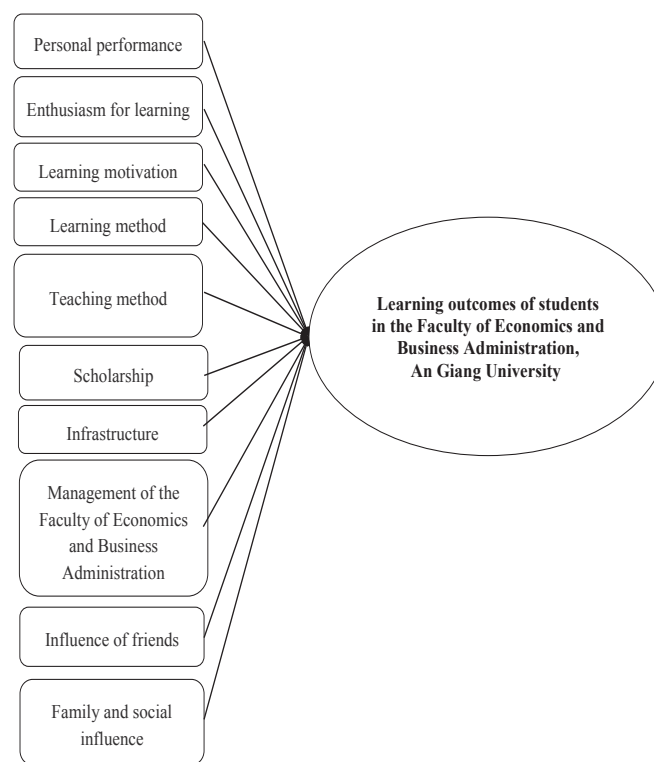 Personal performance
Enthusiasm for learning
Learning motivation
Learning method
Teaching method
Scholarship
Infrastructure
Management of the
Faculty of Economics
and Business
Administration
Influence of friends
Family and social
influence
Learning outcomes of students
in the Faculty of Economics and
Business Administration,
An Giang University